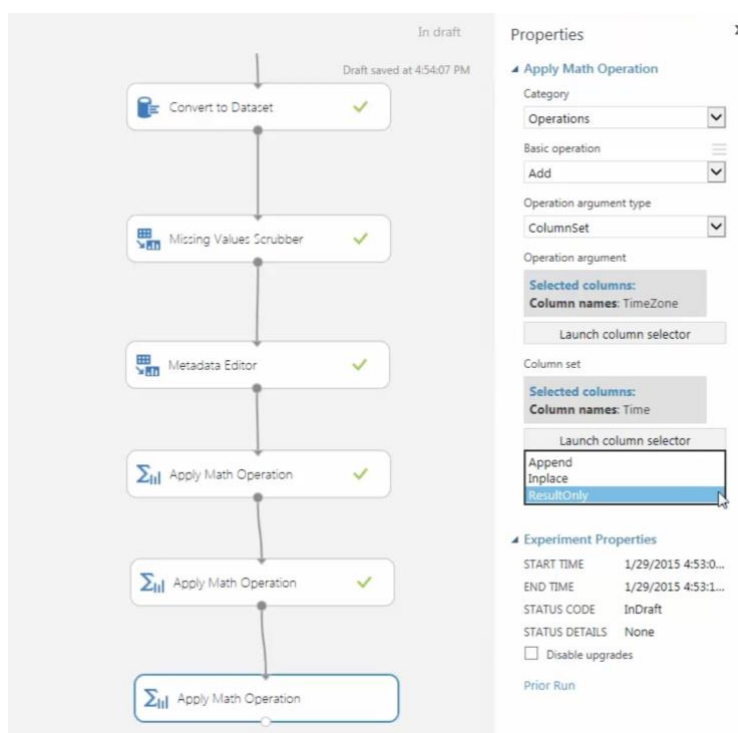 In draft
Draft saved at 4:54:07 PM
Convert to Dataset
Missing Values Scrubber
Metadata Editor
Apply Math Operation
Apply Math Operation
Apply Math Operation
Properties
Apply Math Operation
Category
Operations
Basic operation
Add
Operation argument type
ColumnSet
Operation argument
Selected columns:
Column names: TimeZone
Launch column selector
Column set
Selected columns:
Column names: Time
Launch column selector
Append
Inplace
ResultOnly
Experiment Properties
START TIME 1/29/2015 4:53:0...
END TIME 1/29/2015 4:53:1...
STATUS CODE InDraft
STATUS DETAILS None
Disable upgrades
Prior Run